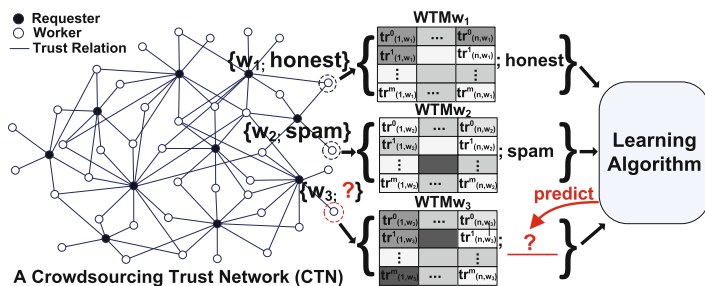 Requester
Worker
Trust Relation
{w1; honest}
{w2; spam}
{w3; ?}
A Crowdsourcing Trust Network (CTN)
WTMw1
tr0(1,w1) ... tr0(n,w1)
tr1(1,w1) tr1(n,w1)
⋮ ⋮
trm(1,w1) ... trm(n,w1)
; honest
WTMw2
tr0(1,w2) ... tr0(n,w2)
tr1(1,w2) tr1(n,w2)
⋮ ⋮
trm(1,w2) ... trm(n,w2)
; spam
WTMw3
tr0(1,w3) ... tr0(n,w3)
tr1(1,w3) tr1(n,w3)
⋮ ⋮
trm(1,w3) ... trm(n,w3)
; ?
predict
Learning
Algorithm